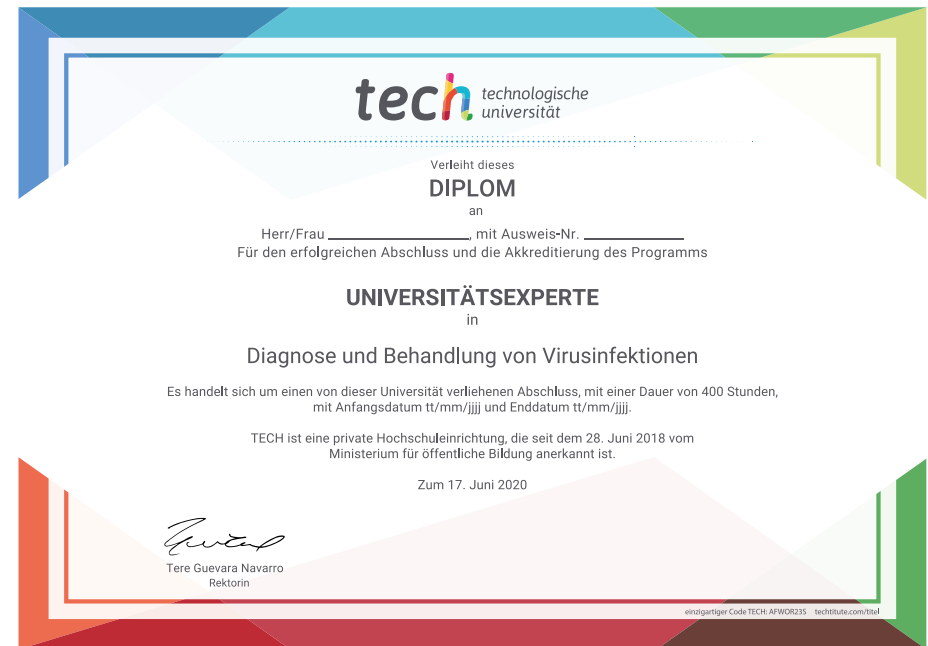 tech technologische
universität
Verleiht dieses
DIPLOM
an
Herr/Frau ____________, mit Ausweis-Nr. ____________
Für den erfolgreichen Abschluss und die Akkreditierung des Programms
UNIVERSITÄTSEXPERTE
in
Diagnose und Behandlung von Virusinfektionen
Es handelt sich um einen von dieser Universität verliehenen Abschluss, mit einer Dauer von 400 Stunden,
mit Anfangsdatum tt/mm/jjjj und Enddatum tt/mm/jjjj.
TECH ist eine private Hochschuleinrichtung, die seit dem 28. Juni 2018 vom
Ministerium für öffentliche Bildung anerkannt ist.
Zum 17. Juni 2020
Tere Guevara Navarro
Rektorin
einzigartiger Code TECH: AFWOR23S techtitute.com/titel